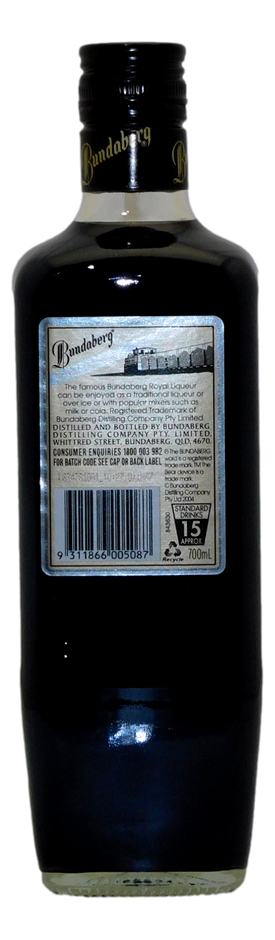 Bundaberg
Bundaberg
The famous Bundaberg Royal Liqueur
can be enjoyed as a traditional liqueur or
over ice or with popular mixers such as,
milk or cola. Registered Trademark of
Bundaberg Distilling Company Pty Limited.
DISTILLED AND BOTTLED BY BUNDABERG
DISTILLING COMPANY PTY. LIMITED,
WHITTRED STREET, BUNDABERG, QLD, 4670.
CONSUMER ENQUIRIES 1800 003 982
FOR BATCH CODE SEE CAP OR BACK LABEL
® The BUNDABERG
word is a registered
trade mark. TM The
Bear device is a
trade mark.
© Bundaberg
Distilling Company
Pty Ltd 2004
9 311866 005087
STANDARD
DRINKS
15
APPROX.
Recycle
700mL